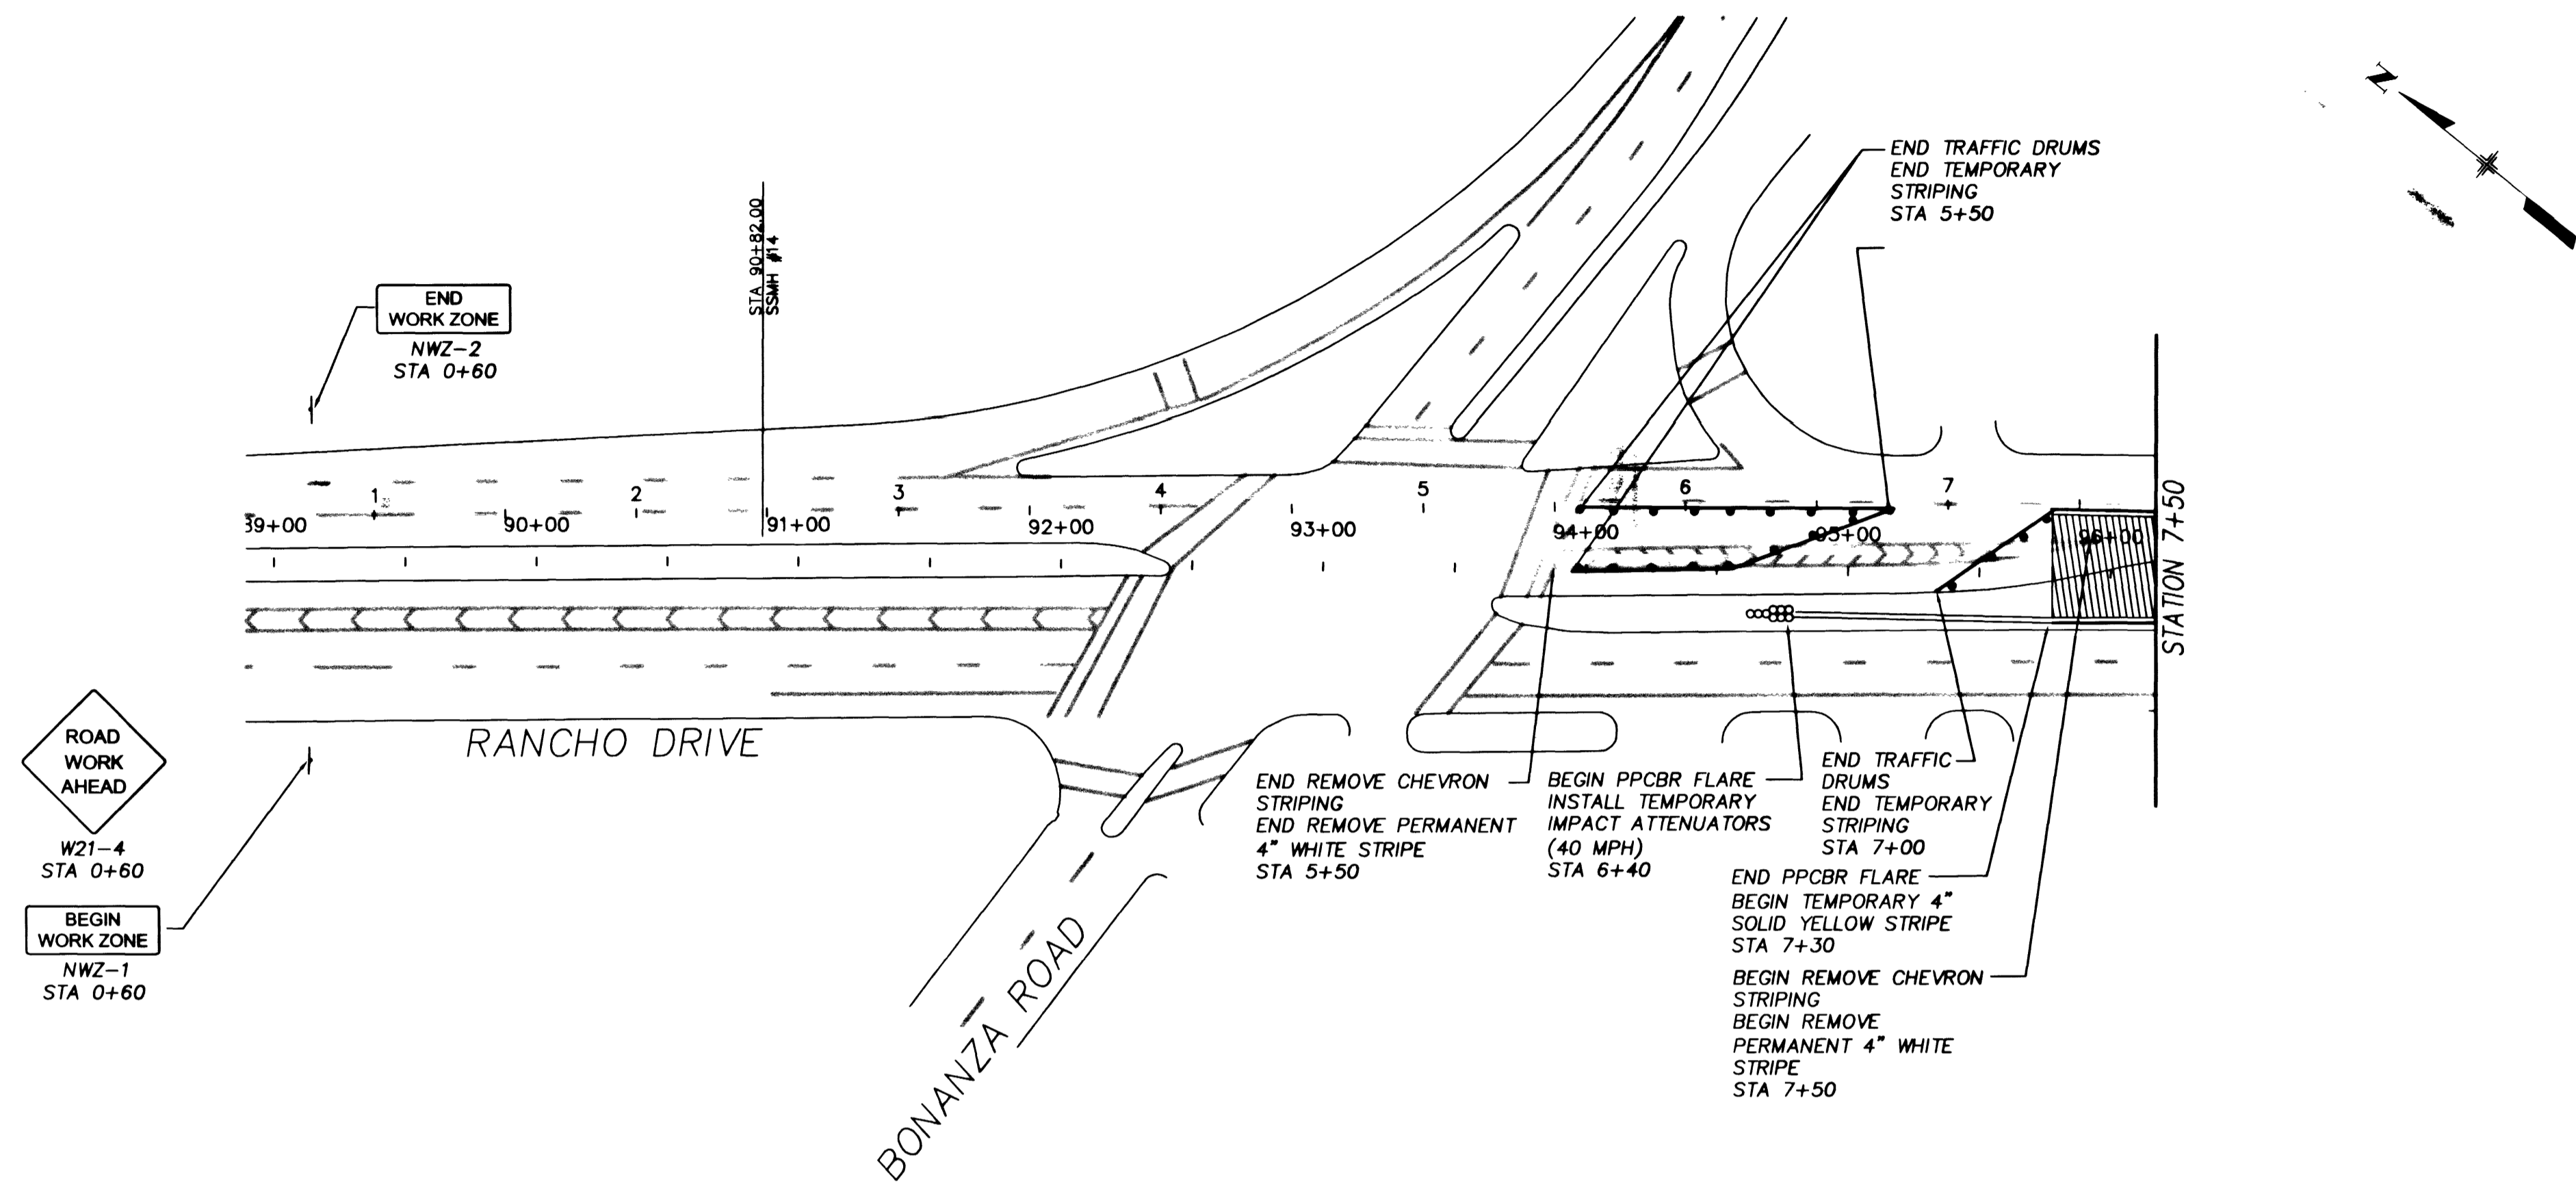 N
END TRAFFIC DRUMS
END TEMPORARY
STRIPING
STA 5+50
STA 90+82.00
SSMH #14
END
WORK ZONE
NWZ-2
STA 0+60
1
2
3
4
5
6
7
39+00
90+00
91+00
92+00
93+00
94+00
95+00
96+00
STATION 7+50
ROAD
WORK
AHEAD
W21-4
STA 0+60
BEGIN
WORK ZONE
NWZ-1
STA 0+60
RANCHO DRIVE
BONANZA ROAD
END REMOVE CHEVRON
STRIPING
END REMOVE PERMANENT
4" WHITE STRIPE
STA 5+50
BEGIN PPCBR FLARE
INSTALL TEMPORARY
IMPACT ATTENUATORS
(40 MPH)
STA 6+40
END TRAFFIC
DRUMS
END TEMPORARY
STRIPING
STA 7+00
END PPCBR FLARE
BEGIN TEMPORARY 4"
SOLID YELLOW STRIPE
STA 7+30
BEGIN REMOVE CHEVRON
STRIPING
BEGIN REMOVE
PERMANENT 4" WHITE
STRIPE
STA 7+50